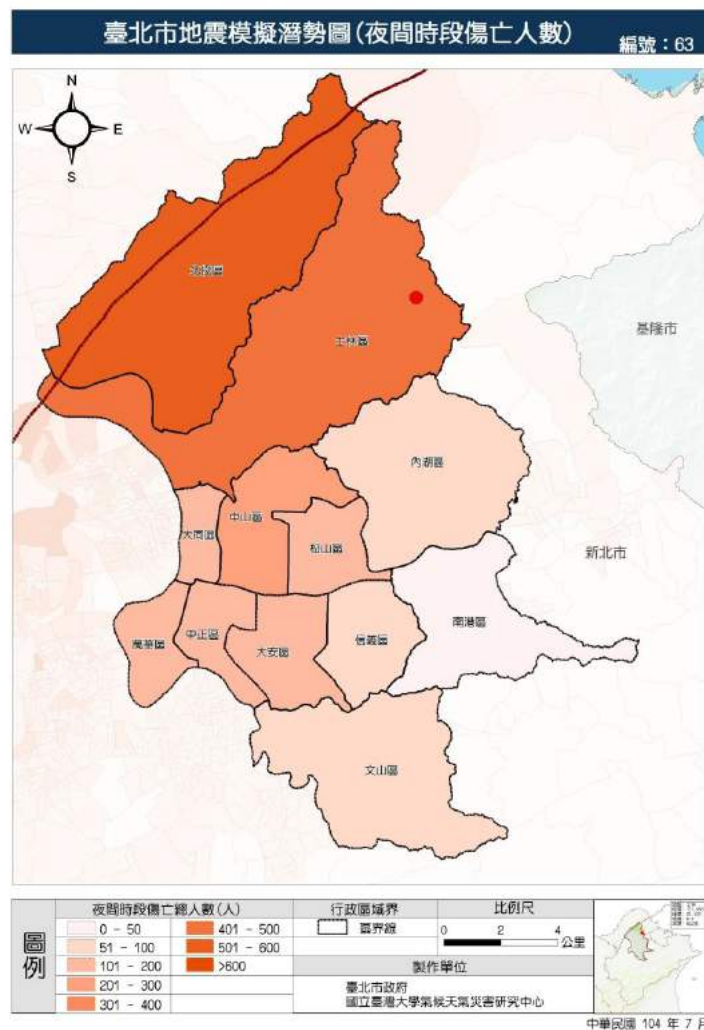 臺北市地震模擬潛勢圖(夜間時段傷亡人數)
編號：63
N
W
E
S
北投區
士林區
基隆市
內湖區
中山區
大同區
松山區
新北市
南港區
萬華區
中正區
大安區
信義區
文山區
圖例
夜間時段傷亡總人數(人)
0 - 50
51 - 100
101 - 200
201 - 300
301 - 400
401 - 500
501 - 600
>600
行政區域界
區界線
比例尺
0 2 4
公里
製作單位
臺北市政府
國立臺灣大學氣候天氣災害研究中心
中華民國 104 年 7 月